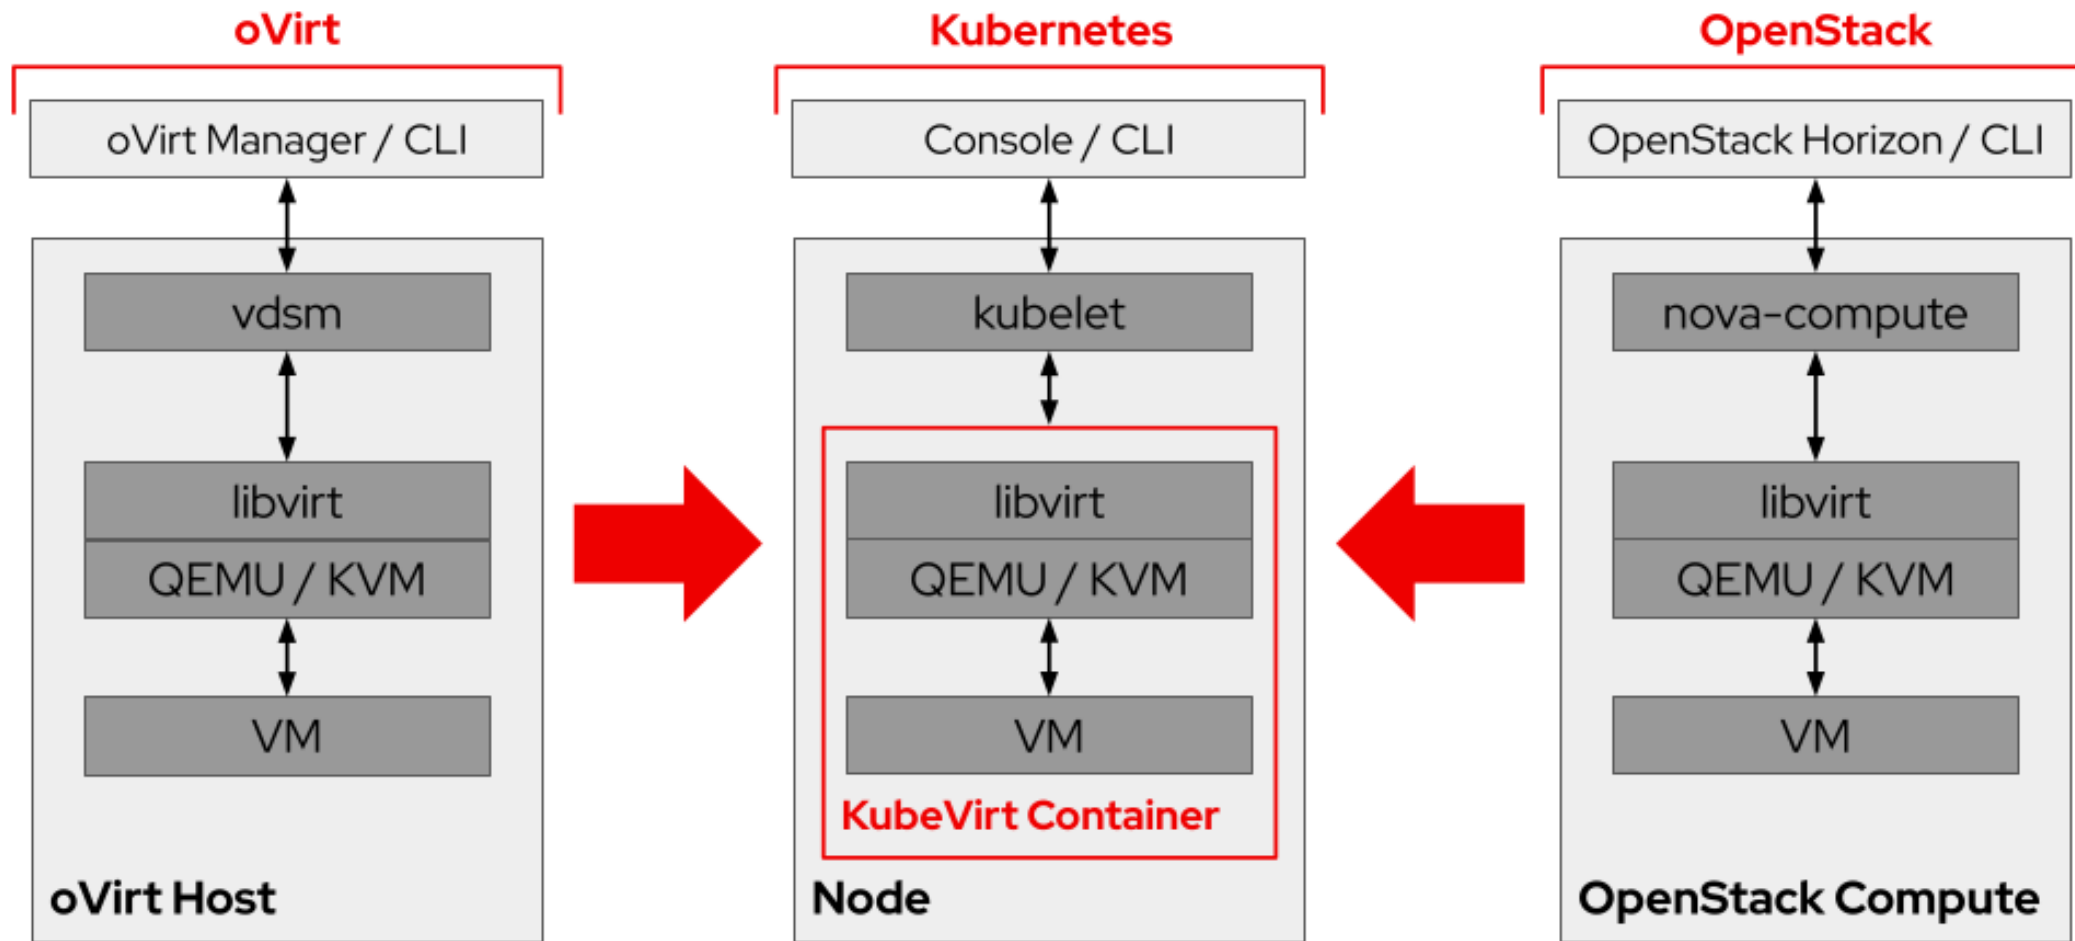 oVirt
oVirt Manager / CLI
vdsm
libvirt
QEMU / KVM
VM
oVirt Host
Kubernetes
Console / CLI
kubelet
libvirt
QEMU / KVM
VM
KubeVirt Container
Node
OpenStack
OpenStack Horizon / CLI
nova-compute
libvirt
QEMU / KVM
VM
OpenStack Compute